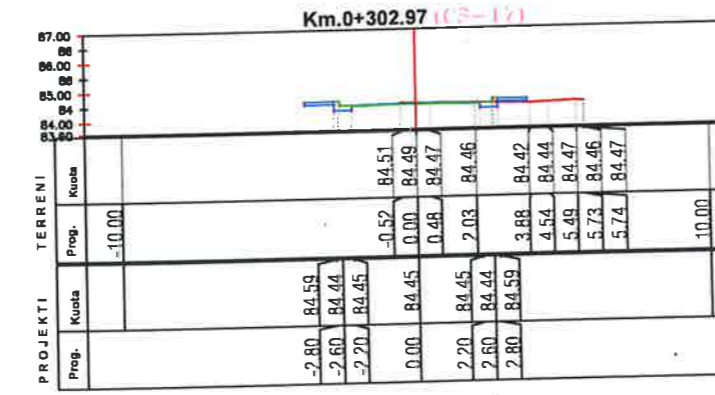 Km.0+302.97 (CS-17)
87.00
86
86.00
86
85.00
84
84.00
83.60
TERRENI
Kuota
84.51 84.49 84.47 84.46 84.42 84.44 84.47 84.46 84.47
Prog.
-10.00 -0.52 0.00 0.48 2.03 3.88 4.54 5.49 5.73 5.74 10.00
PROJEKTI
Kuota
84.59 84.44 84.45 84.45 84.45 84.44 84.59
Prog.
-2.80 -2.60 -2.20 0.00 2.20 2.60 2.80